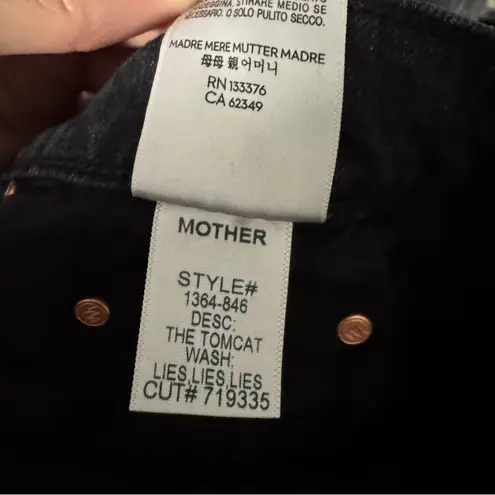 LEGGINA. STIRARE MEDIO SE
NECESSARIO. O SOLO PULITO SECCO.
MADRE MERE MUTTER MADRE
母母 親 어머니
RN 133376
CA 62349
MOTHER
STYLE#
1364-846
DESC:
THE TOMCAT
WASH:
LIES,LIES,LIES
CUT# 719335